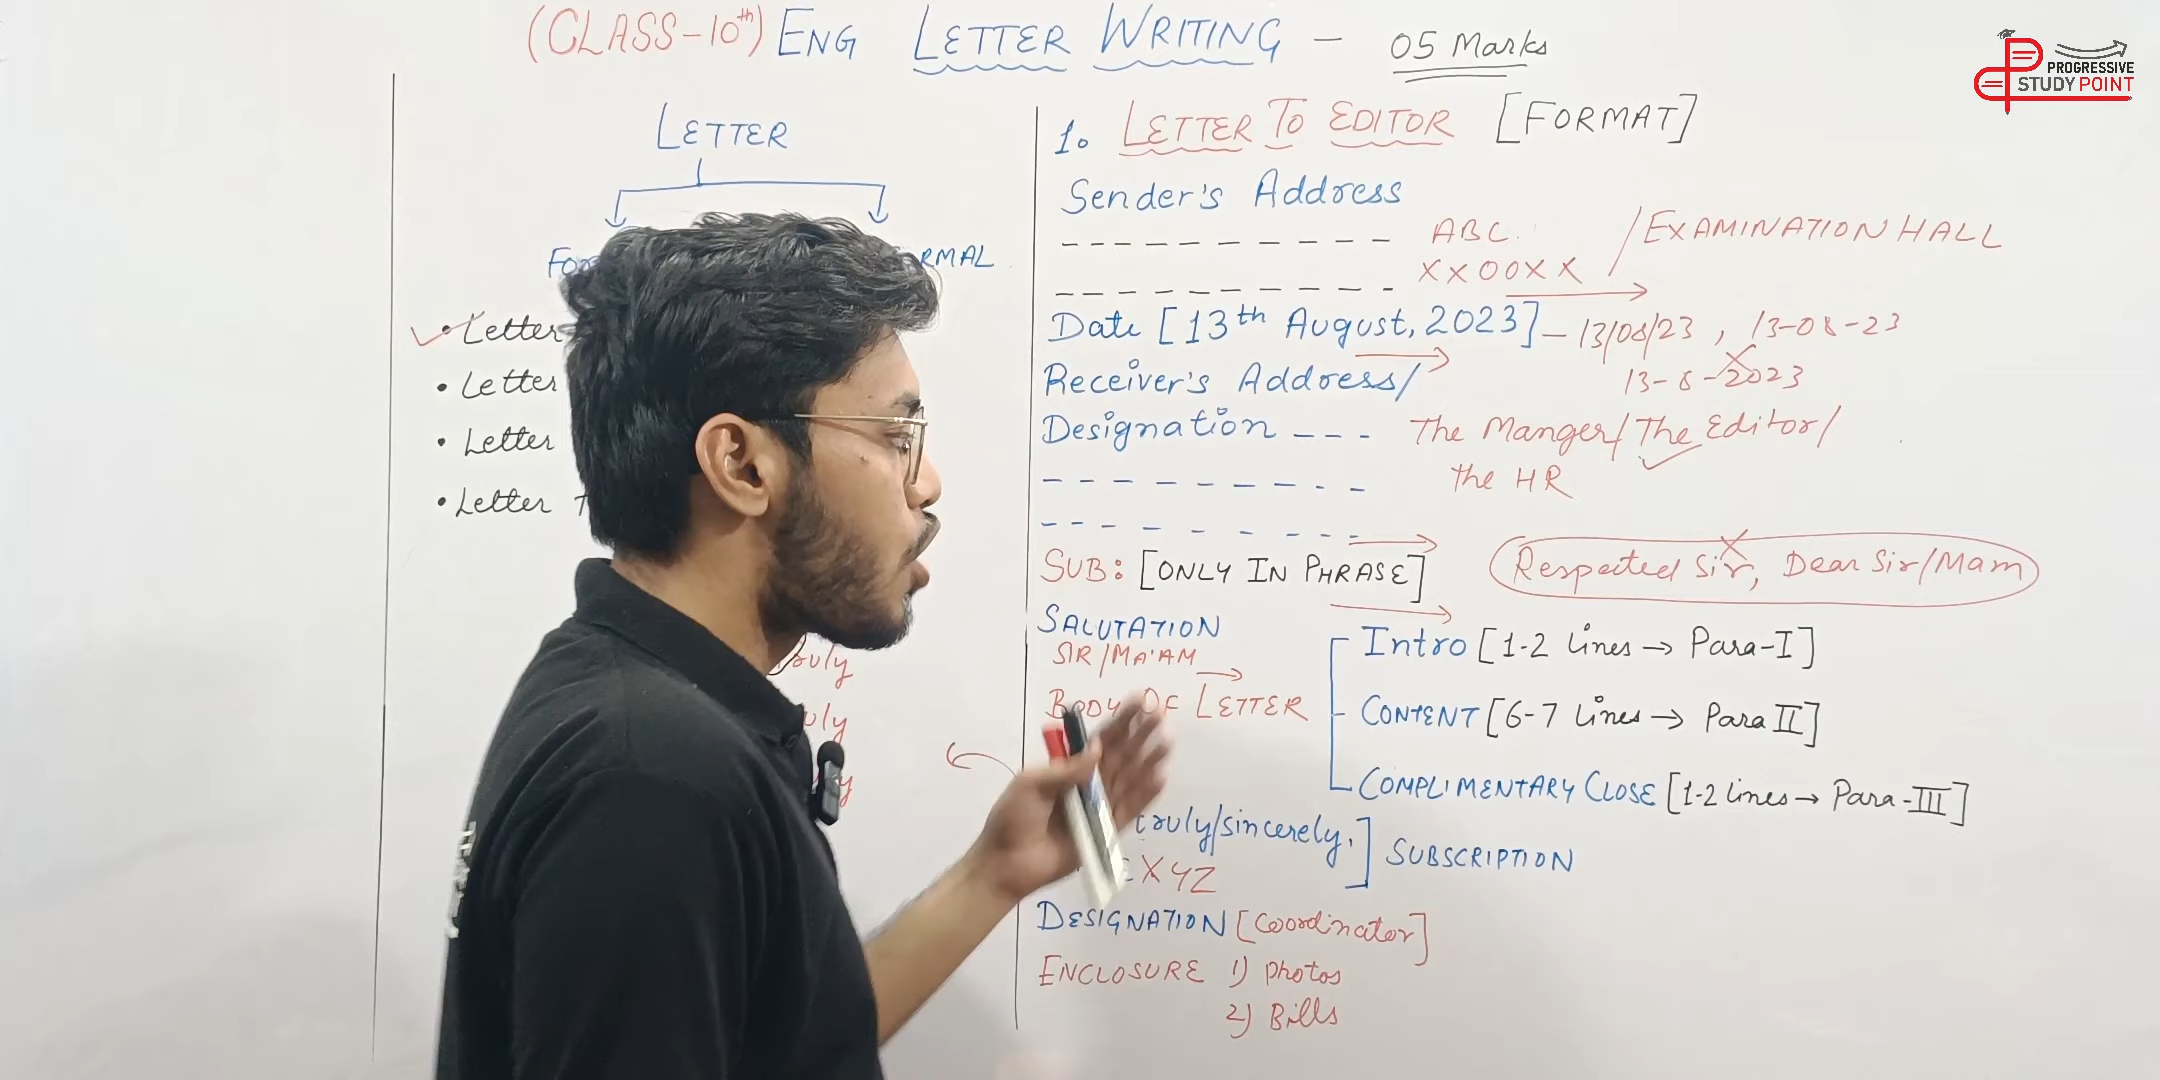 (CLASS-10th) ENG LETTER WRITING - 05 Marks
PROGRESSIVE
STUDY POINT
LETTER
RMAL
• Letter
• Letter
• Letter
• Letter
1. LETTER TO EDITOR [FORMAT]
Sender's Address
---------- ABC. / EXAMINATION HALL
---------- XXOOXX
Date [13th August, 2023] - 13/08/23, 13-08-23
Receiver's Address/ 13-8-2023
Designation --- The Manger/The Editor/
--------- the HR
--------
SUB: [ONLY IN PHRASE] Respected Sir, Dear Sir/Mam
SALUTATION
SIR/MA'AM
BODY OF LETTER
Intro [1-2 lines → Para-I]
CONTENT [6-7 lines → Para II]
COMPLIMENTARY CLOSE [1-2 lines → Para-III]
truly/sincerely,] SUBSCRIPTION
XYZ
DESIGNATION [Coordinator]
ENCLOSURE 1) Photos
2) Bills